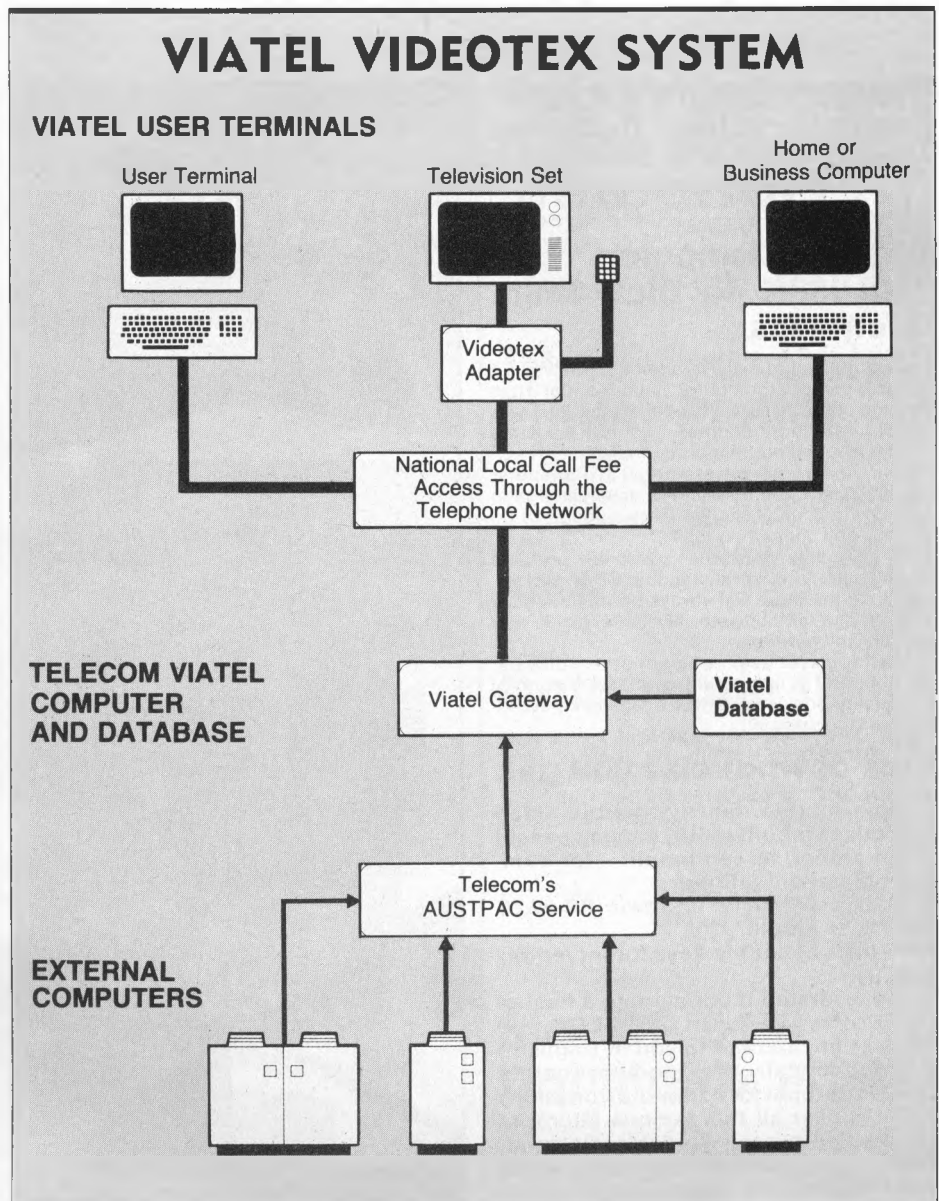 VIATEL VIDEOTEX SYSTEM
VIATEL USER TERMINALS
User Terminal
Television Set
Home or
Business Computer
Videotex
Adapter
National Local Call Fee
Access Through the
Telephone Network
TELECOM VIATEL
COMPUTER
AND DATABASE
Viatel Gateway
Viatel
Database
Telecom's
AUSTPAC Service
EXTERNAL
COMPUTERS